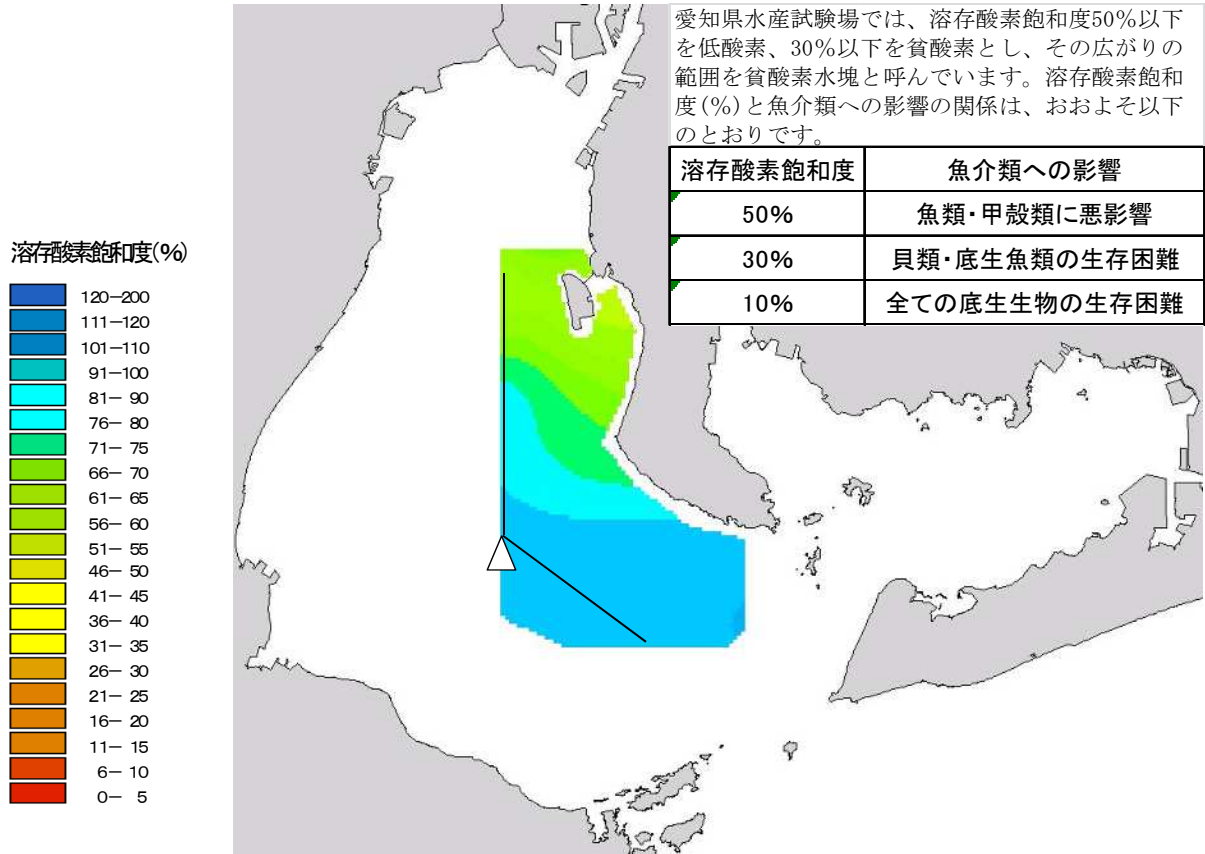 愛知県水産試験場では、溶存酸素飽和度50%以下
を低酸素、30%以下を貧酸素とし、その広がりの
範囲を貧酸素水塊と呼んでいます。溶存酸素飽和
度(%)と魚介類への影響の関係は、おおよそ以下
のとおりです。
溶存酸素飽和度 魚介類への影響
50% 魚類・甲殻類に悪影響
30% 貝類・底生魚類の生存困難
10% 全ての底生生物の生存困難
溶存酸素飽和度(%)
120-200
111-120
101-110
91-100
81- 90
76- 80
71- 75
66- 70
61- 65
56- 60
51- 55
46- 50
41- 45
36- 40
31- 35
26- 30
21- 25
16- 20
11- 15
6- 10
0- 5